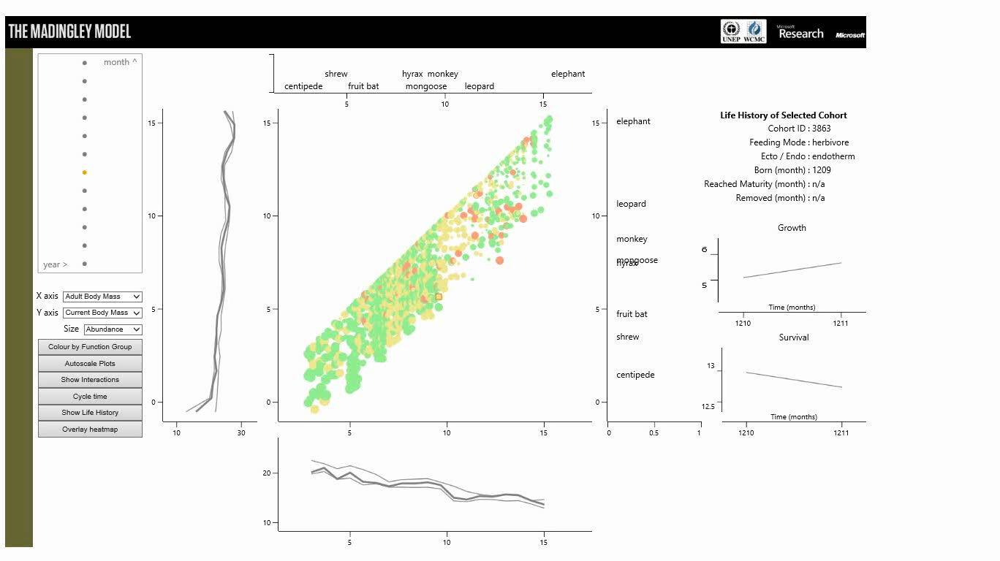 THE MADINGLEY MODEL
UNEP WCMC
Microsoft
Research
Microsoft
month ^
year >
X axis Adult Body Mass
Y axis Current Body Mass
Size Abundance
Colour by Function Group
Autoscale Plots
Show Interactions
Cycle time
Show Life History
Overlay heatmap
15
10
5
0
10 30
shrew hyrax monkey elephant
centipede fruit bat mongoose leopard
5 10 15
15
10
5
0
5 10 15
20
10
5 10 15
15
10
5
0
elephant
leopard
monkey
mongoose
hyrax
fruit bat
shrew
centipede
0 0.5 1
Life History of Selected Cohort
Cohort ID : 3863
Feeding Mode : herbivore
Ecto / Endo : endotherm
Born (month) : 1209
Reached Maturity (month) : n/a
Removed (month) : n/a
Growth
6
5
Time (months)
1210 1211
Survival
13
12.5
Time (months)
1210 1211